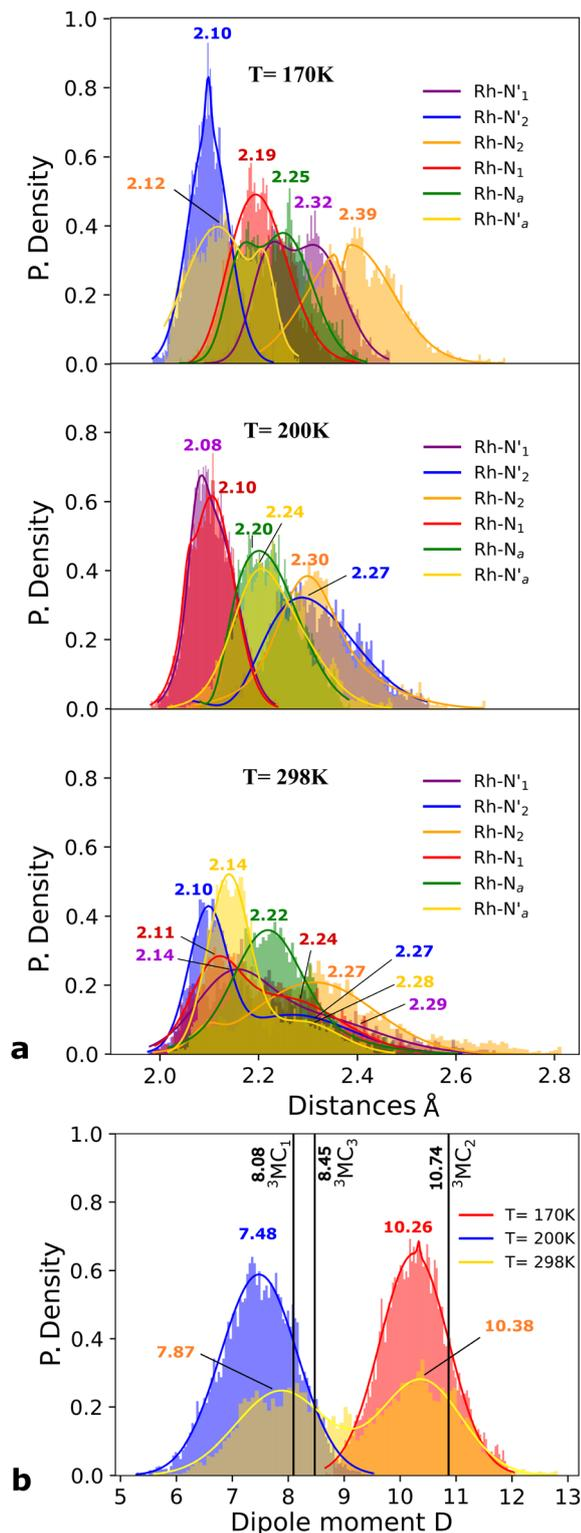 1.0
2.10
T= 170K
0.8
Rh-N'1
Rh-N'2
0.6
Rh-N2
2.19
Rh-N1
2.12
2.25
Rh-Na
2.32
2.39
Rh-N'a
P. Density
0.4
0.2
0.0
T= 200K
0.8
2.08
Rh-N'1
Rh-N'2
2.10
Rh-N2
0.6
2.24
Rh-N1
2.20
Rh-Na
2.30
2.27
Rh-N'a
P. Density
0.4
0.2
0.0
T= 298K
0.8
Rh-N'1
Rh-N'2
Rh-N2
0.6
Rh-N1
2.14
Rh-Na
2.10
Rh-N'a
2.22
P. Density
0.4
2.11
2.24
2.14
2.27
2.27
2.28
0.2
2.29
0.0
a
2.0 2.2 2.4 2.6 2.8
Distances Å
1.0
8.08
³MC1
8.45
³MC3
10.74
³MC2
0.8
7.48
10.26
T= 170K
T= 200K
T= 298K
0.6
P. Density
0.4
7.87
10.38
0.2
0.0
b
5 6 7 8 9 10 11 12 13
Dipole moment D